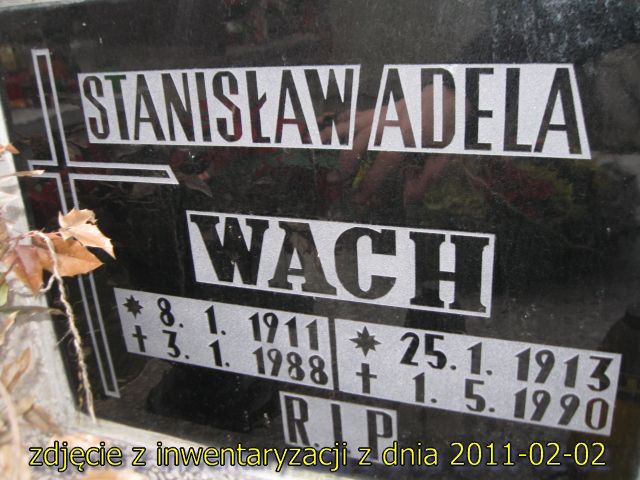 STANISŁAW ADELA
WACH
* 8. 1. 1911 * 25. 1. 1913
✝ 3. 1. 1988 ✝ 1. 5. 1990
R.I.P
zdjęcie z inwentaryzacji z dnia 2011-02-02